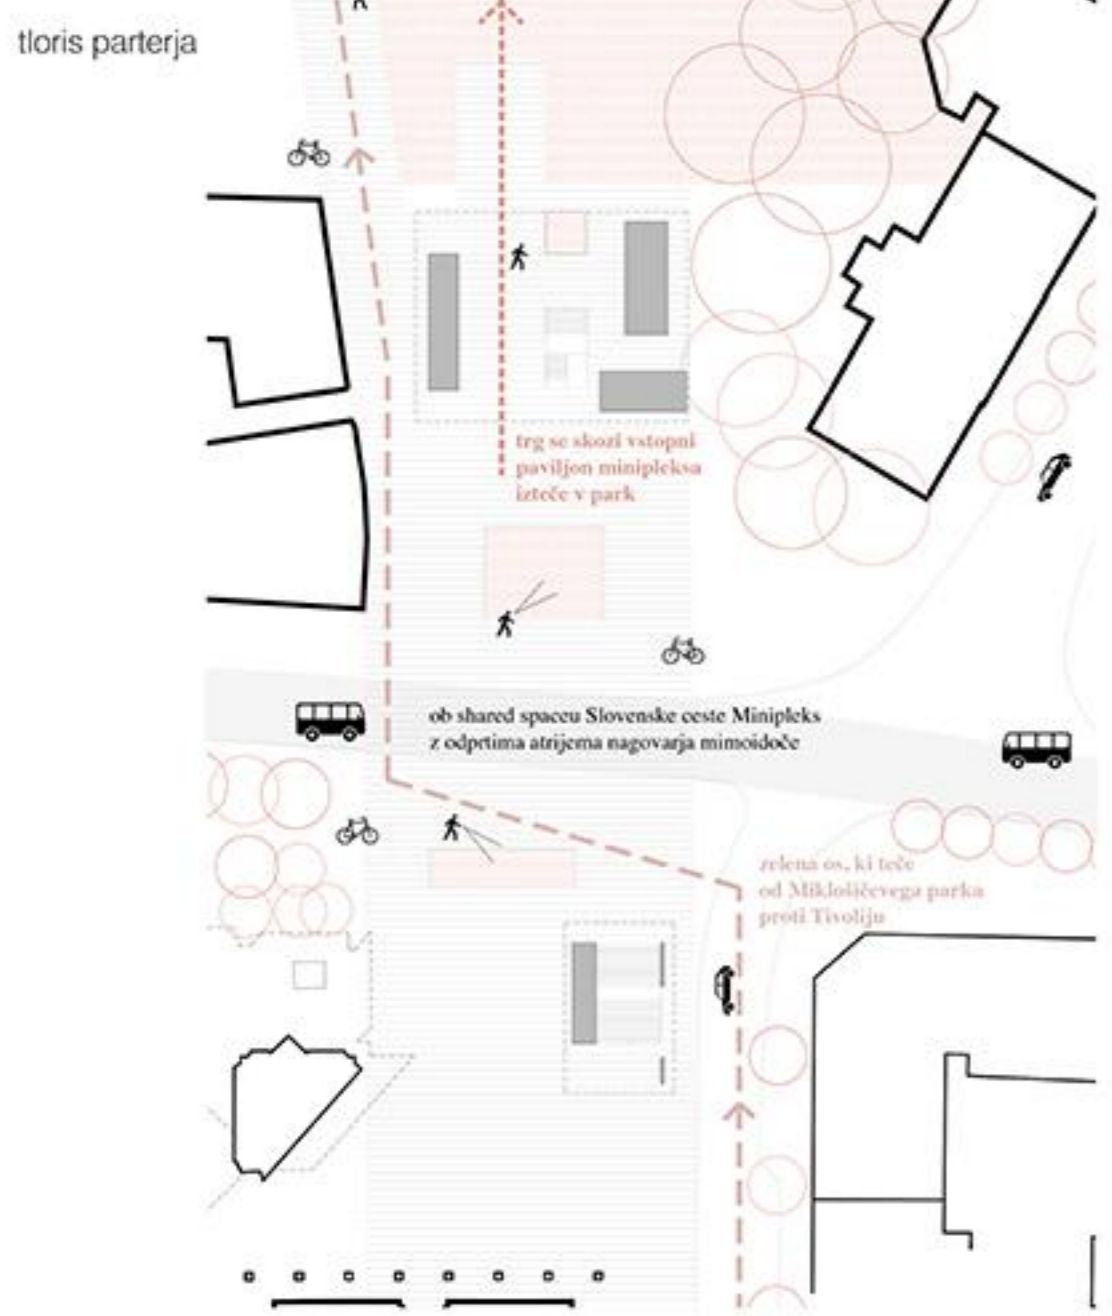 tloris parterja
trg se skozi vstopni
paviljon minipleksa
izteče v park
ob shared spaceu Slovenske ceste Minipleks
z odprtima atrijema nagovarja mimoidoče
zelena os, ki teče
od Miklošičevega parka
proti Tivoliju